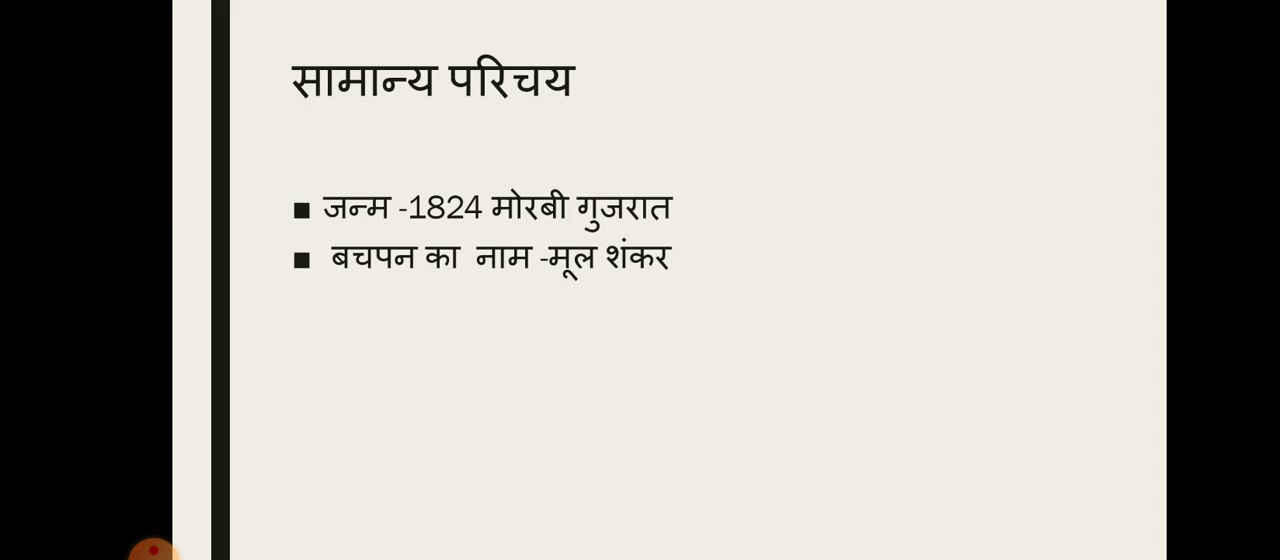 सामान्य परिचय
■ जन्म -1824 मोरबी गुजरात
■ बचपन का नाम -मूल शंकर